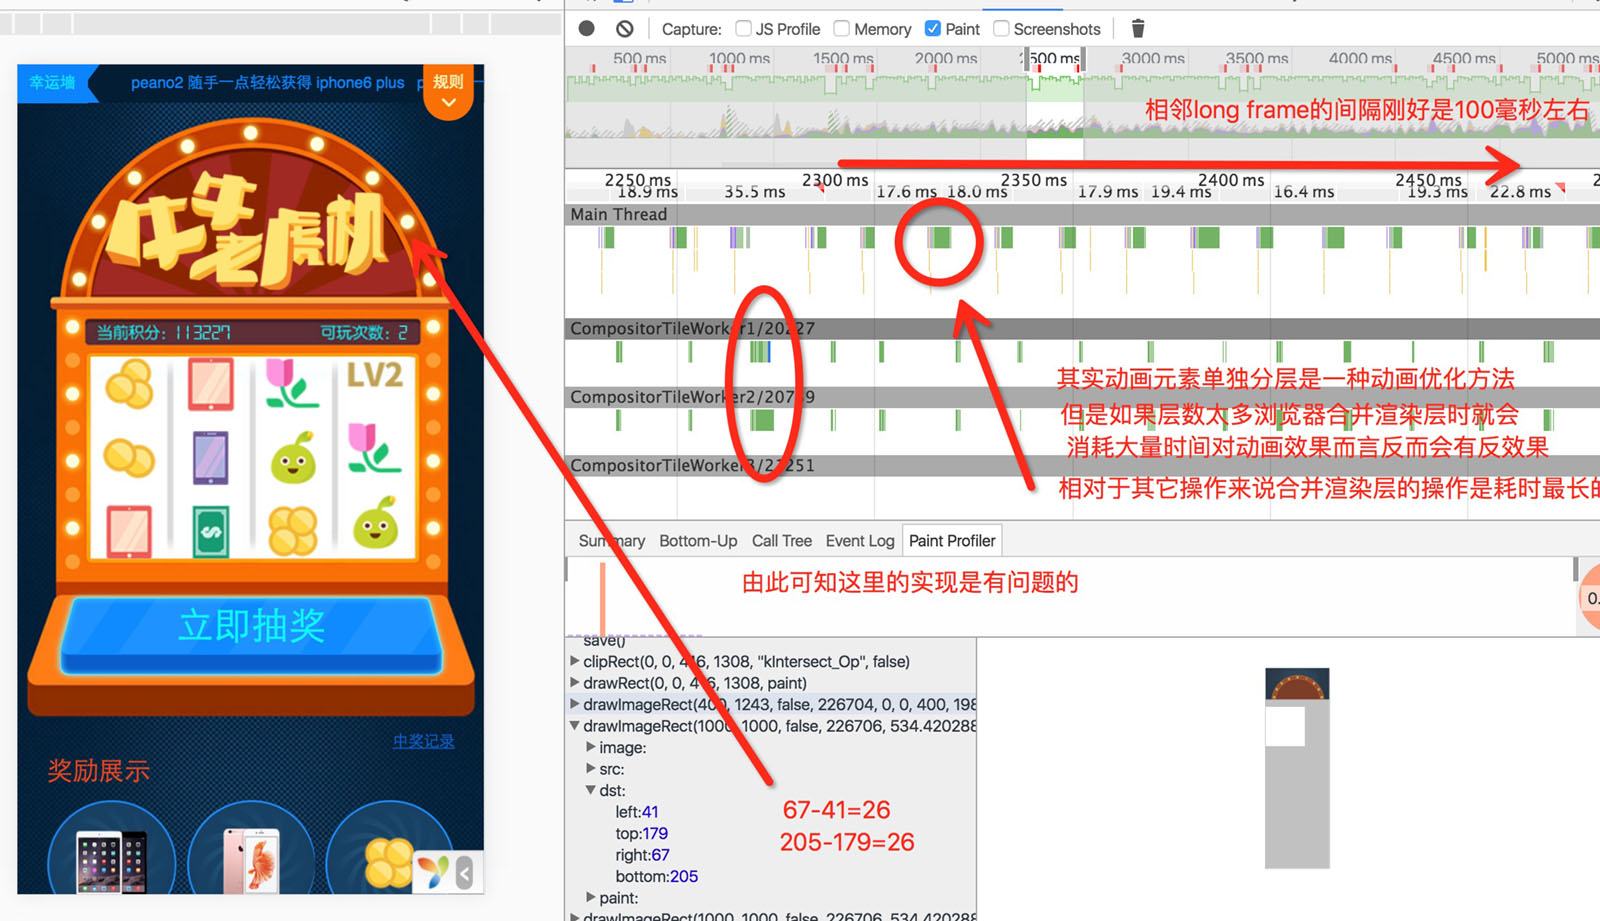 幸运墙
peano2 随手一点轻松获得 iphone6 plus
规则
牛牛
老虎机
当前积分：113227
可玩次数：2
LV2
立即抽奖
中奖记录
奖励展示
Capture: JS Profile Memory Paint Screenshots
500 ms 1000 ms 1500 ms 2000 ms 500 ms 3000 ms 3500 ms 4000 ms 4500 ms 5000 ms
相邻long frame的间隔刚好是100毫秒左右
2250 ms 2300 ms 2350 ms 2400 ms 2450 ms
18.9 ms 35.5 ms 17.6 ms 18.0 ms 17.9 ms 19.4 ms 16.4 ms 19.3 ms 22.8 ms
Main Thread
CompositorTileWorker1/20227
其实动画元素单独分层是一种动画优化方法
CompositorTileWorker2/20739
但是如果层数太多浏览器合并渲染层时就会
消耗大量时间对动画效果而言反而会有反效果
CompositorTileWorker3/21251
相对于其它操作来说合并渲染层的操作是耗时最长的
Summary Bottom-Up Call Tree Event Log Paint Profiler
由此可知这里的实现是有问题的
0.
save()
clipRect(0, 0, 416, 1308, "kIntersect_Op", false)
drawRect(0, 0, 416, 1308, paint)
drawImageRect(400, 1243, false, 226704, 0, 0, 400, 198
drawImageRect(1000, 1000, false, 226706, 534.420288
image:
src:
dst:
left:41
top:179
right:67
bottom:205
67-41=26
205-179=26
paint:
drawImageRect(1000, 1000, false, 226706, 534.420288